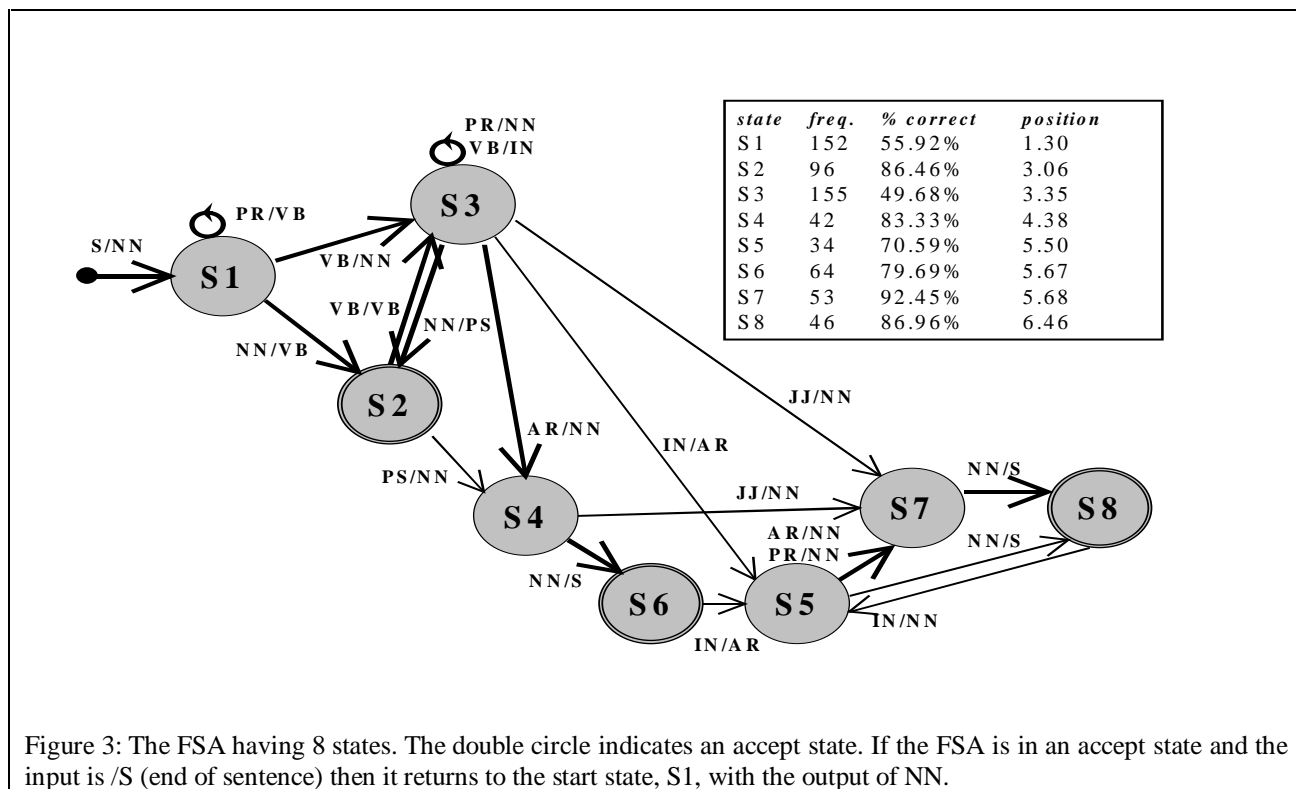 PR/NN
VB/IN
S3
PR/VB
S/NN
S1
VB/NN
VB/VB
NN/PS
NN/VB
S2
state freq. % correct position
S1 152 55.92% 1.30
S2 96 86.46% 3.06
S3 155 49.68% 3.35
S4 42 83.33% 4.38
S5 34 70.59% 5.50
S6 64 79.69% 5.67
S7 53 92.45% 5.68
S8 46 86.96% 6.46
JJ/NN
AR/NN
IN/AR
PS/NN
S4
JJ/NN
S7
NN/S
S8
AR/NN
PR/NN
NN/S
NN/S
S6
S5
IN/AR
IN/NN
Figure 3: The FSA having 8 states. The double circle indicates an accept state. If the FSA is in an accept state and the
input is /S (end of sentence) then it returns to the start state, S1, with the output of NN.